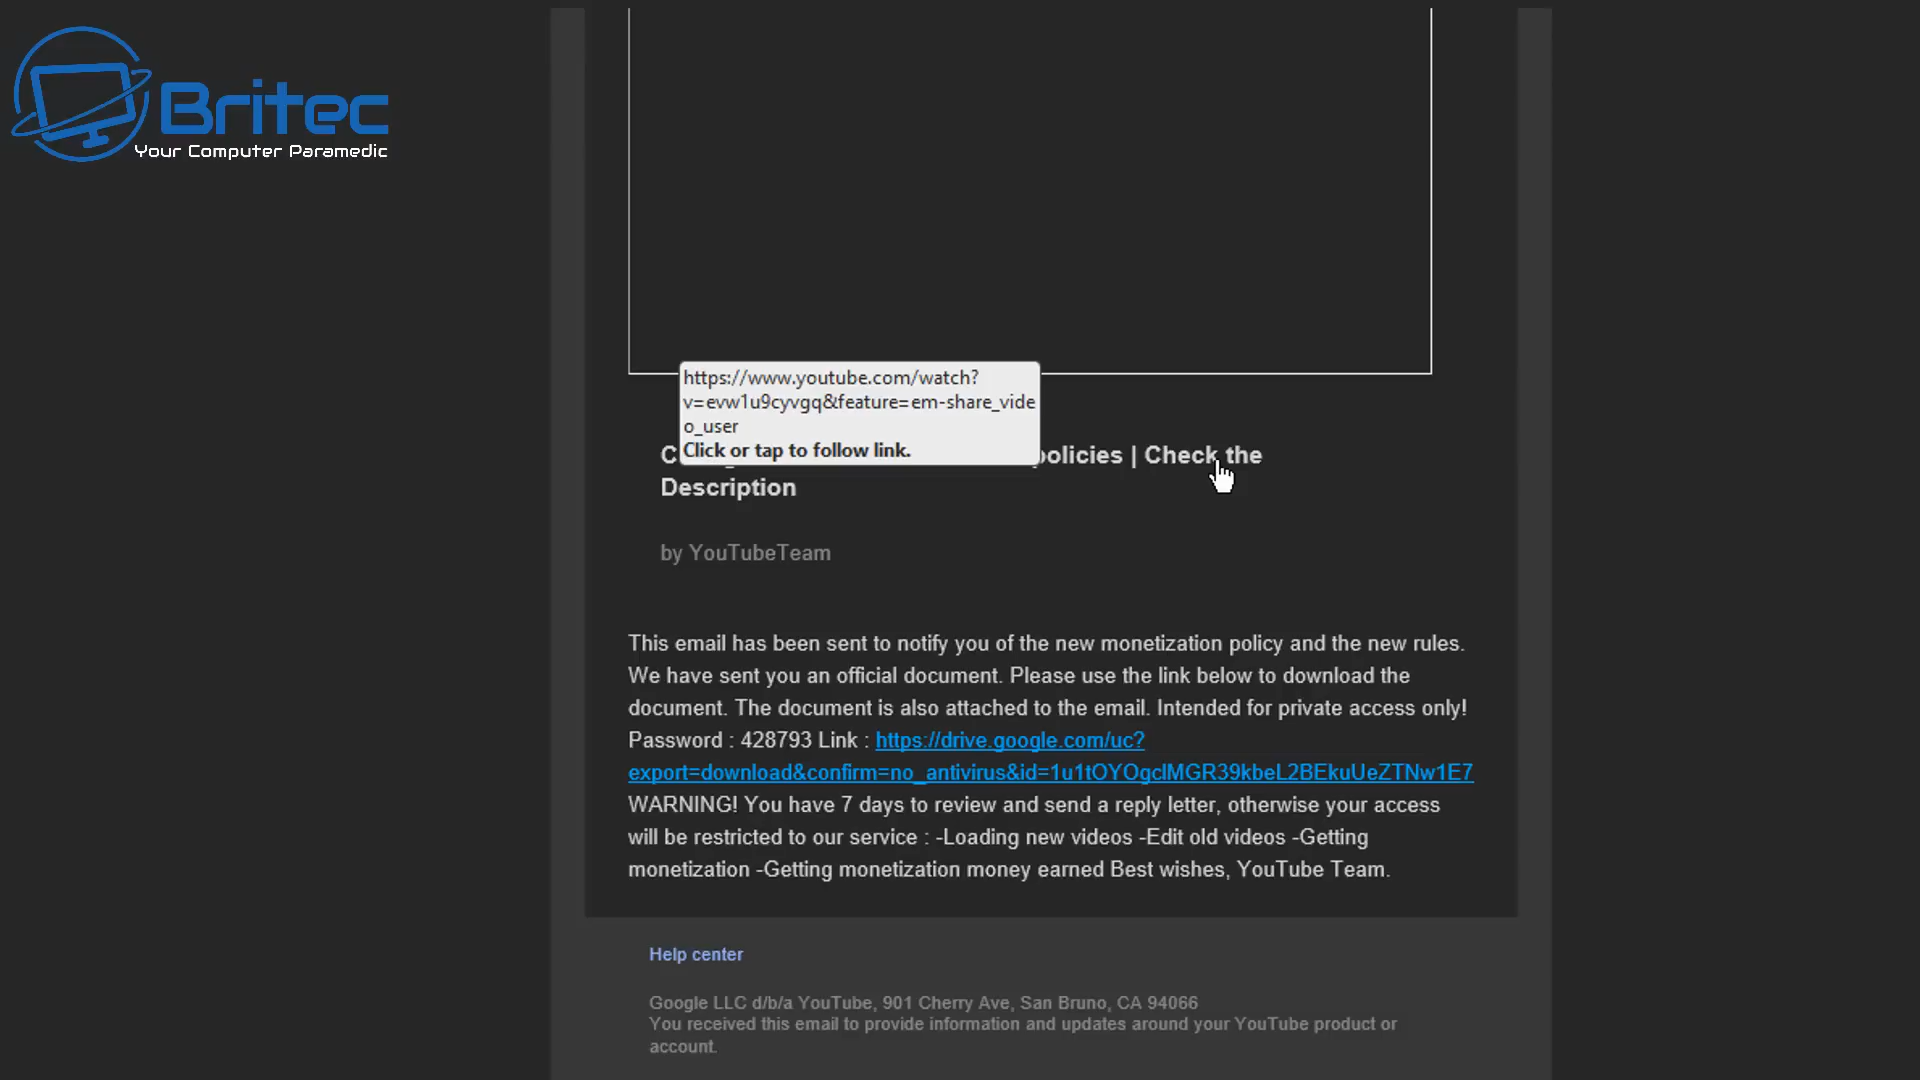 Britec
Your Computer Paramedic
https://www.youtube.com/watch?
v=evw1u9cyvgq&feature=em-share_vide
o_user
Click or tap to follow link.
policies | Check the
Description
by YouTubeTeam
This email has been sent to notify you of the new monetization policy and the new rules.
We have sent you an official document. Please use the link below to download the
document. The document is also attached to the email. Intended for private access only!
Password : 428793 Link : https://drive.google.com/uc?
export=download&confirm=no_antivirus&id=1u1tOYOgclMGR39kbeL2BEkuUeZTNw1E7
WARNING! You have 7 days to review and send a reply letter, otherwise your access
will be restricted to our service : -Loading new videos -Edit old videos -Getting
monetization -Getting monetization money earned Best wishes, YouTube Team.
Help center
Google LLC d/b/a YouTube, 901 Cherry Ave, San Bruno, CA 94066
You received this email to provide information and updates around your YouTube product or
account.